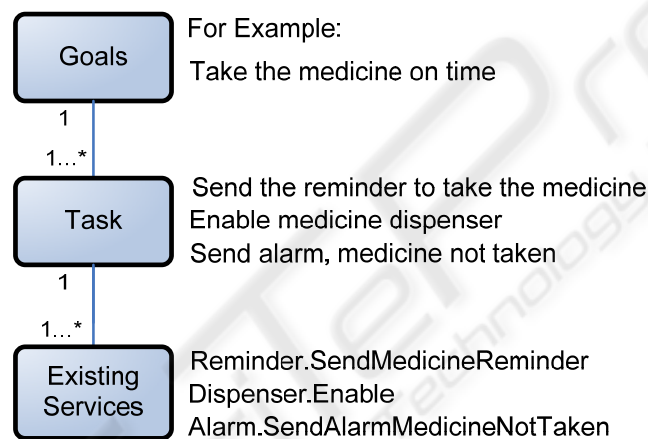 Goals
For Example:
Take the medicine on time
1
1...*
Task
Send the reminder to take the medicine
Enable medicine dispenser
Send alarm, medicine not taken
1
1...*
Existing
Services
Reminder.SendMedicineReminder
Dispenser.Enable
Alarm.SendAlarmMedicineNotTaken